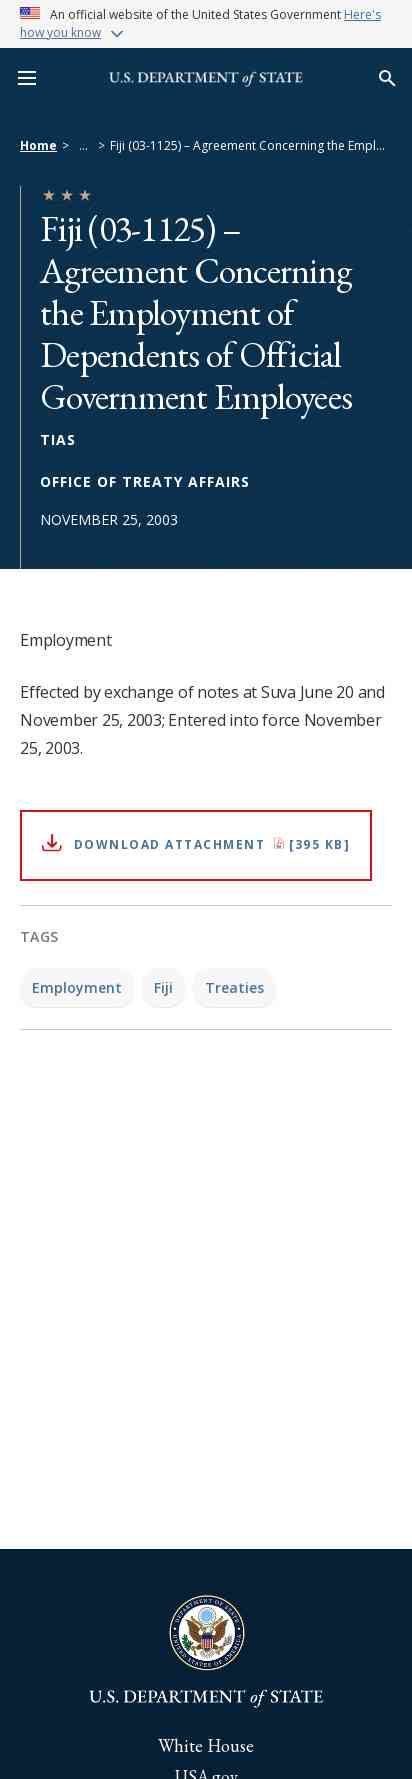 An official website of the United States Government Here's
how you know
U.S. DEPARTMENT of STATE
Home > ... > Fiji (03-1125) – Agreement Concerning the Empl...
Fiji (03-1125) –
Agreement Concerning
the Employment of
Dependents of Official
Government Employees
TIAS
OFFICE OF TREATY AFFAIRS
NOVEMBER 25, 2003
Employment
Effected by exchange of notes at Suva June 20 and
November 25, 2003; Entered into force November
25, 2003.
DOWNLOAD ATTACHMENT [395 KB]
TAGS
Employment Fiji Treaties
DEPARTMENT OF STATE
UNITED STATES OF AMERICA
U.S. DEPARTMENT of STATE
White House
USA.gov